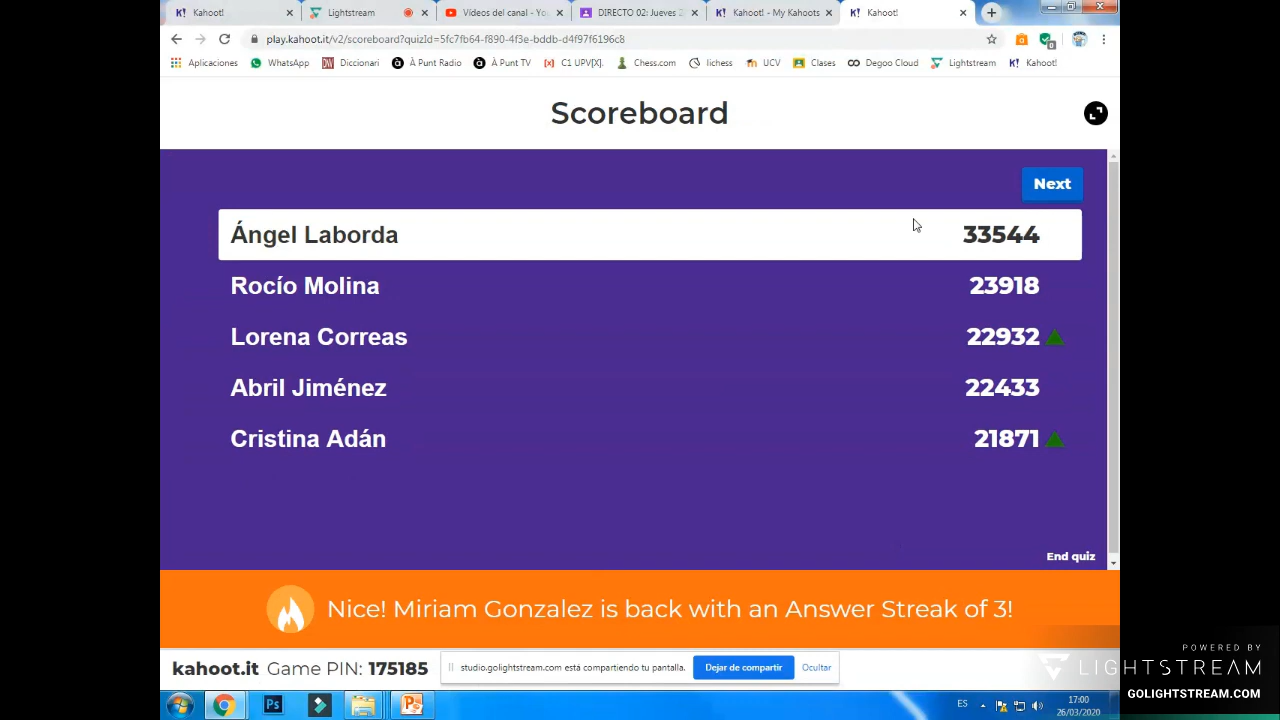 Kahoot!
Lightstream
Vídeos del canal - Yo
DIRECTO 02: Jueves 2
Kahoot! - My Kahoo
Kahoot!
play.kahoot.it/v2/scoreboard?quizId=5fc7fb64-f890-4f3e-bddb-d4f97f6196c8
Aplicaciones
WhatsApp
Diccionari
À Punt Radio
À Punt TV
C1 UPV[X].
Chess.com
lichess
UCV
Clases
Degoo Cloud
Lightstream
Kahoot!
Scoreboard
Next
Ángel Laborda 33544
Rocío Molina 23918
Lorena Correas 22932
Abril Jiménez 22433
Cristina Adán 21871
End quiz
Nice! Miriam Gonzalez is back with an Answer Streak of 3!
kahoot.it Game PIN: 175185
studio.golightstream.com está compartiendo tu pantalla.
Dejar de compartir
Ocultar
POWERED BY
LIGHTSTREAM
GOLIGHTSTREAM.COM
Ps
ES
17:00
26/03/2020